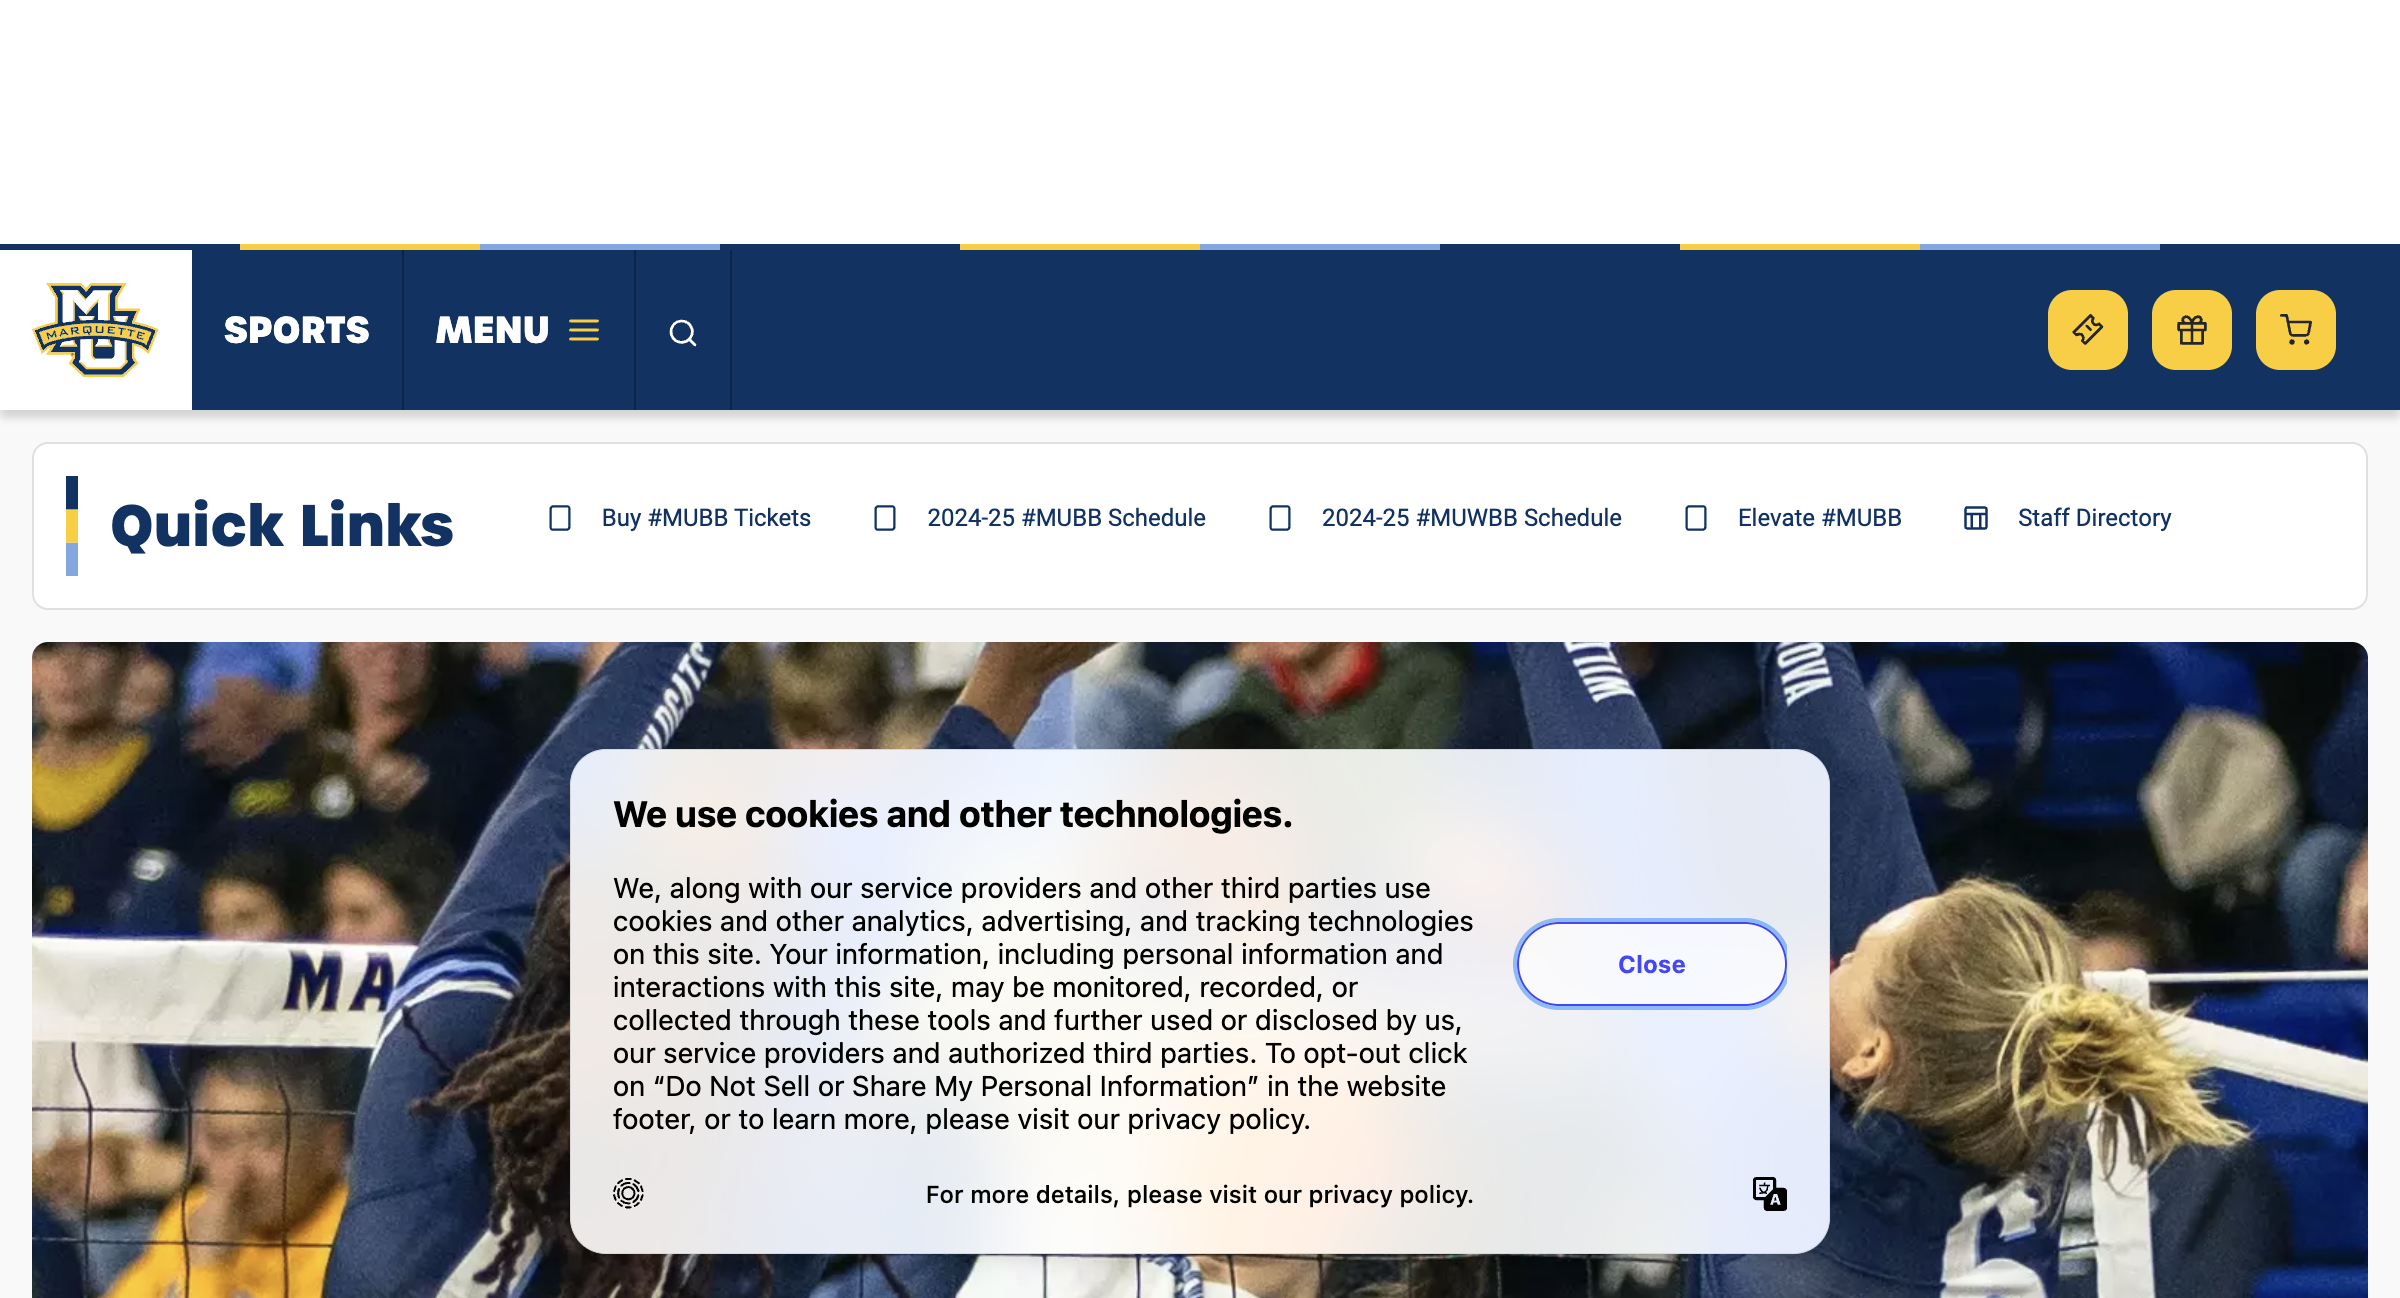 MU
MARQUETTE
SPORTS
MENU
Quick Links
Buy #MUBB Tickets
2024-25 #MUBB Schedule
2024-25 #MUWBB Schedule
Elevate #MUBB
Staff Directory
WILDCATS
MA
We use cookies and other technologies.
We, along with our service providers and other third parties use
cookies and other analytics, advertising, and tracking technologies
on this site. Your information, including personal information and
interactions with this site, may be monitored, recorded, or
collected through these tools and further used or disclosed by us,
our service providers and authorized third parties. To opt-out click
on “Do Not Sell or Share My Personal Information” in the website
footer, or to learn more, please visit our privacy policy.
Close
For more details, please visit our privacy policy.
A